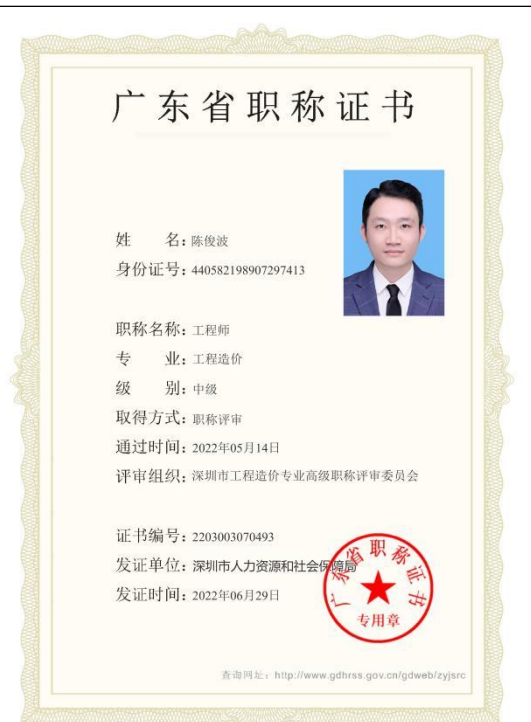 广东省职称证书
姓 名：陈俊波
身份证号：440582198907297413
职称名称：工程师
专 业：工程造价
级 别：中级
取得方式：职称评审
通过时间：2022年05月14日
评审组织：深圳市工程造价专业高级职称评审委员会
证书编号：2203003070493
发证单位：深圳市人力资源和社会保障局
发证时间：2022年06月29日
广东省职称证书
专用章
查询网址：http://www.gdhrss.gov.cn/gdweb/zyjsrc